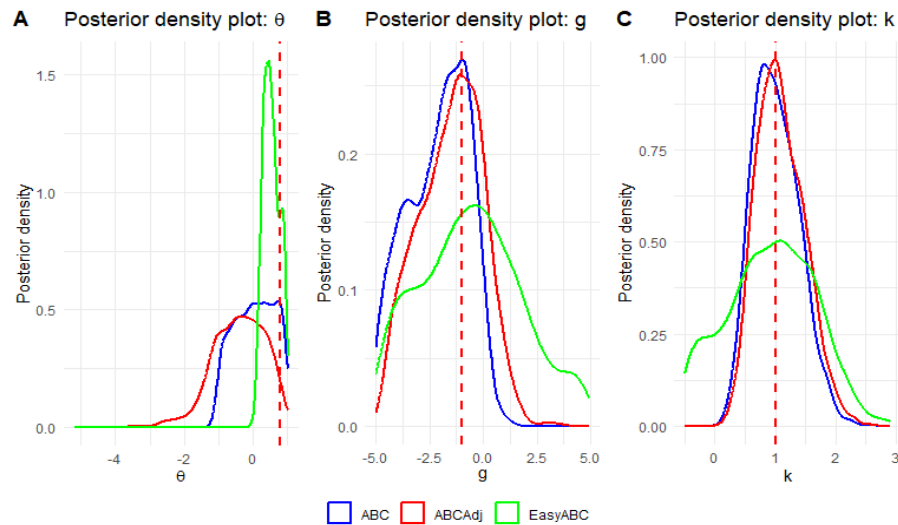 A Posterior density plot: θ
Posterior density
1.5
1.0
0.5
0.0
-4 -2 0
θ
B Posterior density plot: g
Posterior density
0.2
0.1
0.0
-5.0 -2.5 0.0 2.5 5.0
g
C Posterior density plot: k
Posterior density
1.00
0.75
0.50
0.25
0.00
0 1 2 3
k
ABC ABCAdj EasyABC